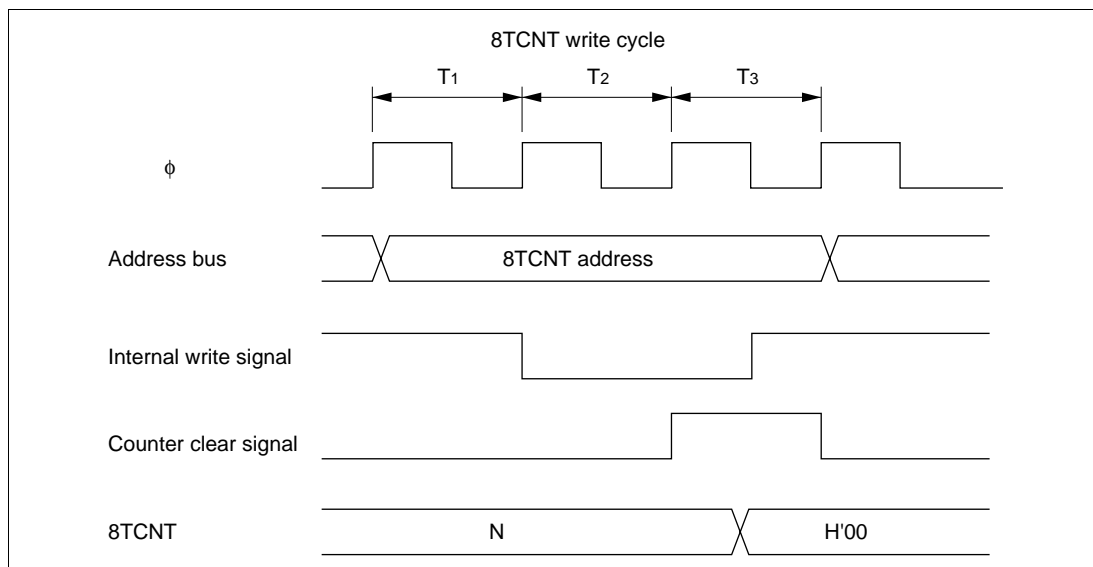 8TCNT write cycle
T1 T2 T3
φ
Address bus 8TCNT address
Internal write signal
Counter clear signal
8TCNT N H'00